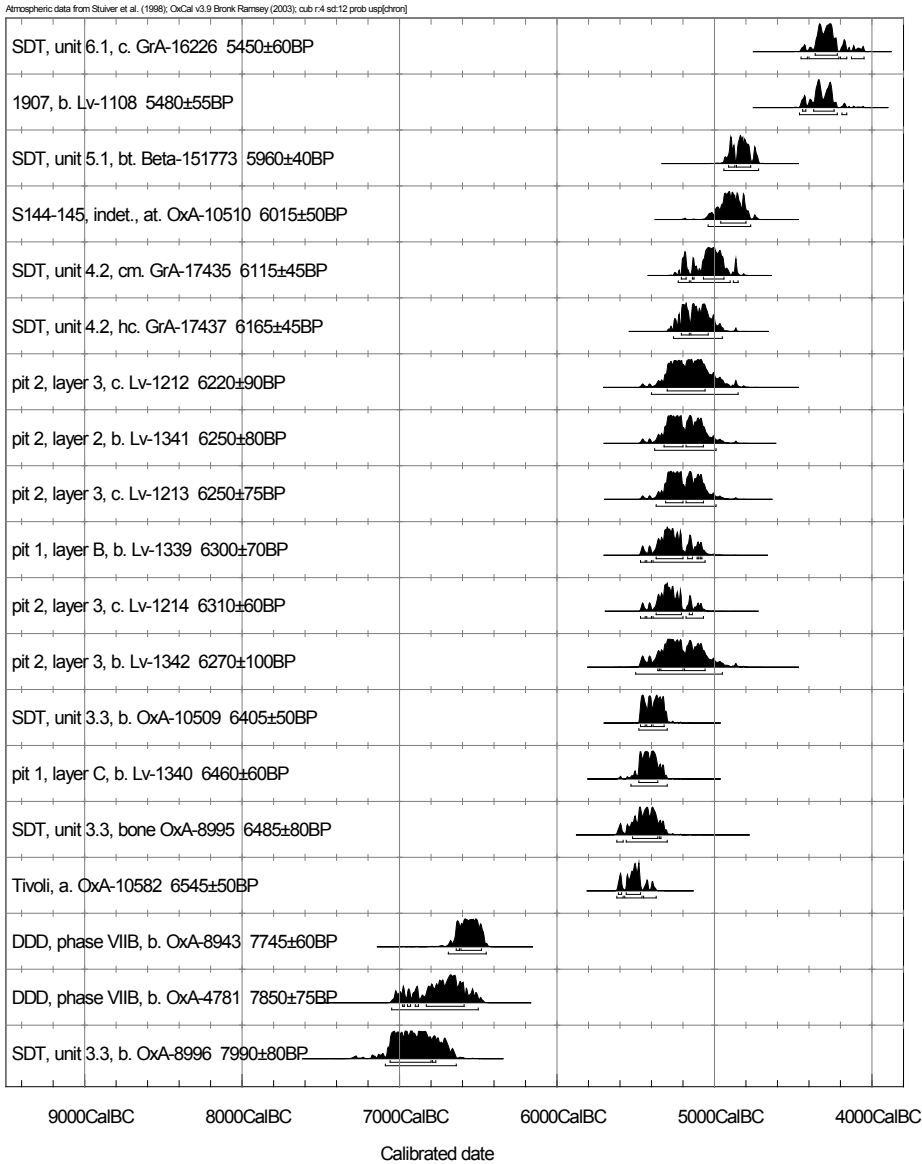 Atmospheric data from Stuiver et al. (1998); OxCal v3.9 Bronk Ramsey (2003); cub r:4 sd:12 prob usp[chron]
SDT, unit 6.1, c. GrA-16226 5450±60BP
1907, b. Lv-1108 5480±55BP
SDT, unit 5.1, bt. Beta-151773 5960±40BP
S144-145, indet., at. OxA-10510 6015±50BP
SDT, unit 4.2, cm. GrA-17435 6115±45BP
SDT, unit 4.2, hc. GrA-17437 6165±45BP
pit 2, layer 3, c. Lv-1212 6220±90BP
pit 2, layer 2, b. Lv-1341 6250±80BP
pit 2, layer 3, c. Lv-1213 6250±75BP
pit 1, layer B, b. Lv-1339 6300±70BP
pit 2, layer 3, c. Lv-1214 6310±60BP
pit 2, layer 3, b. Lv-1342 6270±100BP
SDT, unit 3.3, b. OxA-10509 6405±50BP
pit 1, layer C, b. Lv-1340 6460±60BP
SDT, unit 3.3, bone OxA-8995 6485±80BP
Tivoli, a. OxA-10582 6545±50BP
DDD, phase VIIB, b. OxA-8943 7745±60BP
DDD, phase VIIB, b. OxA-4781 7850±75BP
SDT, unit 3.3, b. OxA-8996 7990±80BP
9000CalBC 8000CalBC 7000CalBC 6000CalBC 5000CalBC 4000CalBC
Calibrated date